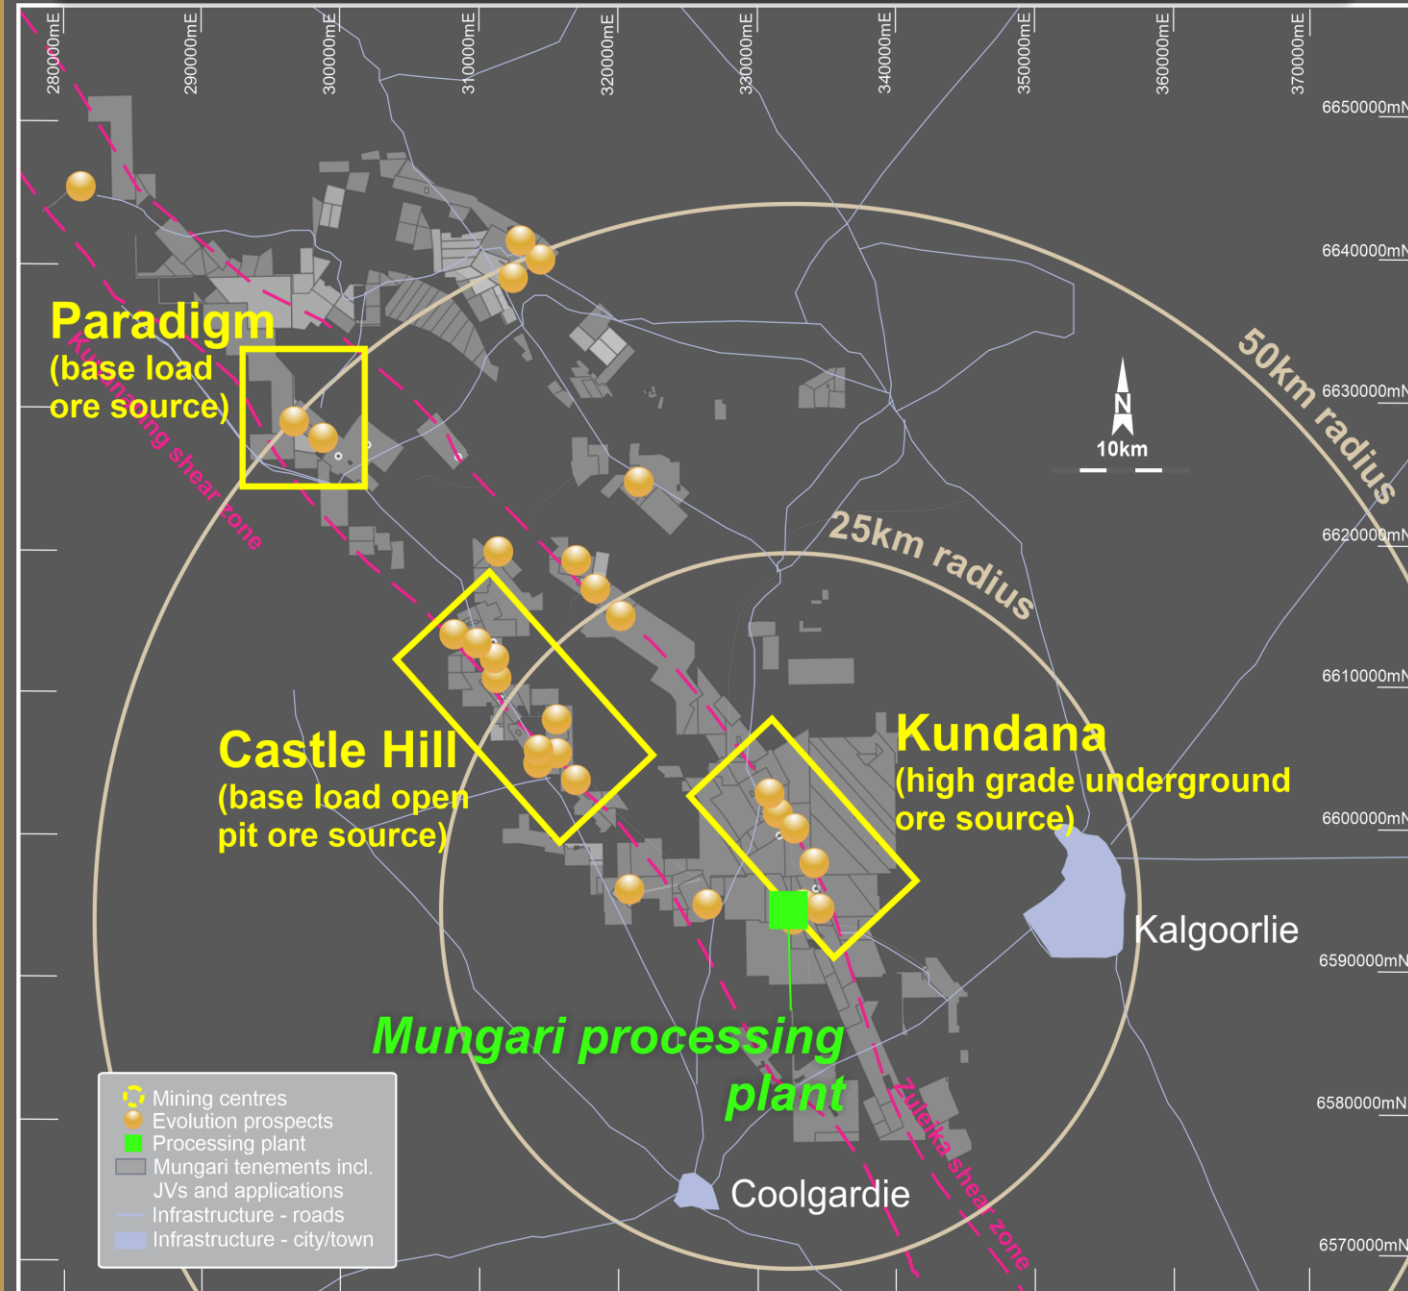 280000mE
290000mE
300000mE
310000mE
320000mE
330000mE
340000mE
350000mE
360000mE
370000mE
6650000mN
6640000mN
6630000mN
6620000mN
6610000mN
6600000mN
6590000mN
6580000mN
6570000mN
Paradigm
(base load
ore source)
Kunanalling shear zone
50km radius
N
10km
25km radius
Castle Hill
(base load open
pit ore source)
Kundana
(high grade underground
ore source)
Kalgoorlie
Mungari processing
plant
Zuleika shear zone
Coolgardie
Mining centres
Evolution prospects
Processing plant
Mungari tenements incl.
JVs and applications
Infrastructure - roads
Infrastructure - city/town